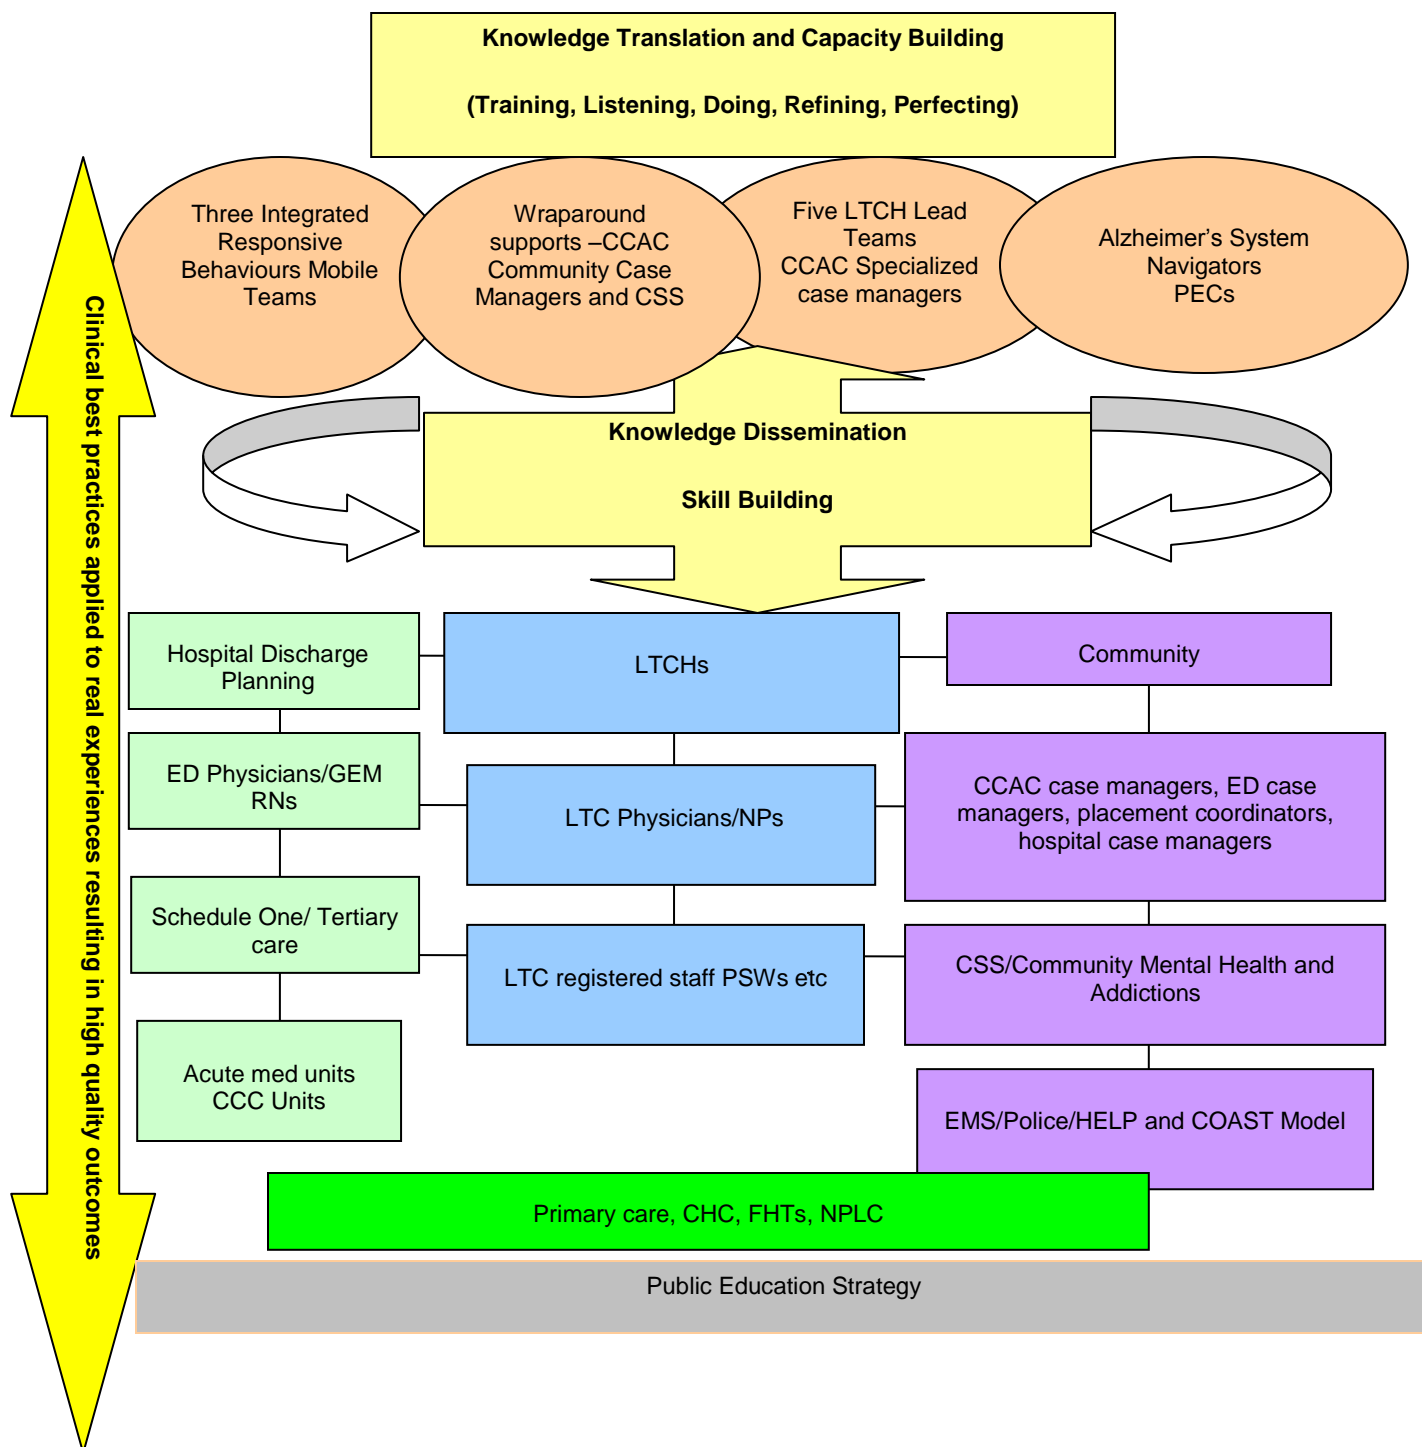 Knowledge Translation and Capacity Building
(Training, Listening, Doing, Refining, Perfecting)
Three Integrated
Responsive
Behaviours Mobile
Teams
Wraparound
supports –CCAC
Community Case
Managers and CSS
Five LTCH Lead
Teams
CCAC Specialized
case managers
Alzheimer's System
Navigators
PECs
Clinical best practices applied to real experiences resulting in high quality outcomes
Knowledge Dissemination
Skill Building
Hospital Discharge
Planning
LTCHs
Community
ED Physicians/GEM
RNs
LTC Physicians/NPs
CCAC case managers, ED case
managers, placement coordinators,
hospital case managers
Schedule One/ Tertiary
care
LTC registered staff PSWs etc
CSS/Community Mental Health and
Addictions
Acute med units
CCC Units
EMS/Police/HELP and COAST Model
Primary care, CHC, FHTs, NPLC
Public Education Strategy